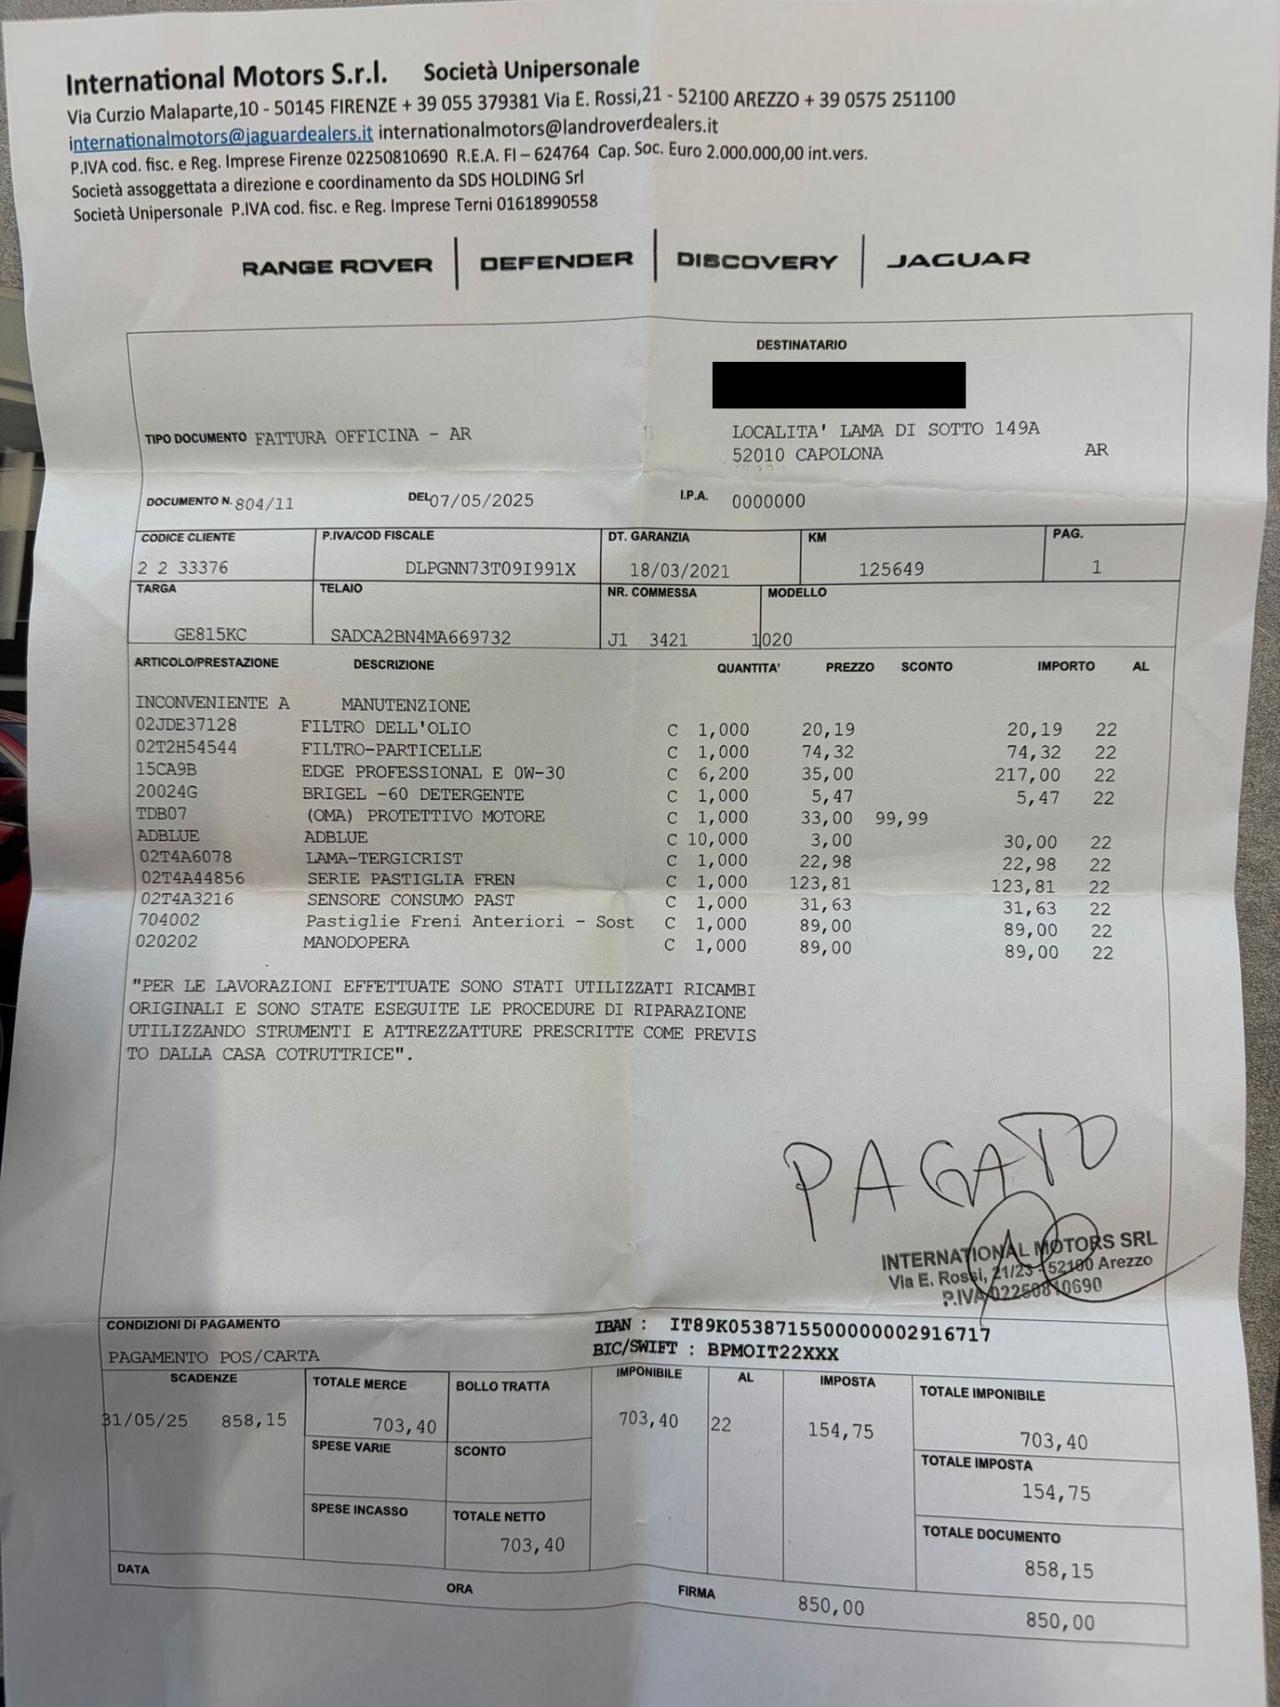 International Motors S.r.l. Società Unipersonale
Via Curzio Malaparte,10 - 50145 FIRENZE + 39 055 379381 Via E. Rossi,21 - 52100 AREZZO + 39 0575 251100
internationalmotors@jaguardealers.it internationalmotors@landroverdealers.it
P.IVA cod. fisc. e Reg. Imprese Firenze 02250810690 R.E.A. FI – 624764 Cap. Soc. Euro 2.000.000,00 int.vers.
Società assoggettata a direzione e coordinamento da SDS HOLDING Srl
Società Unipersonale P.IVA cod. fisc. e Reg. Imprese Terni 01618990558
RANGE ROVER | DEFENDER | DISCOVERY | JAGUAR
DESTINATARIO
TIPO DOCUMENTO FATTURA OFFICINA - AR
LOCALITA' LAMA DI SOTTO 149A
52010 CAPOLONA AR
DOCUMENTO N. 804/11 DEL 07/05/2025 I.P.A. 0000000
CODICE CLIENTE P.IVA/COD FISCALE DT. GARANZIA KM PAG.
2 2 33376 DLPGNN73T09I991X 18/03/2021 125649 1
TARGA TELAIO NR. COMMESSA MODELLO
GE815KC SADCA2BN4MA669732 J1 3421 1020
ARTICOLO/PRESTAZIONE DESCRIZIONE QUANTITA' PREZZO SCONTO IMPORTO AL
INCONVENIENTE A MANUTENZIONE
02JDE37128 FILTRO DELL'OLIO C 1,000 20,19 20,19 22
02T2H54544 FILTRO-PARTICELLE C 1,000 74,32 74,32 22
15CA9B EDGE PROFESSIONAL E 0W-30 C 6,200 35,00 217,00 22
20024G BRIGEL -60 DETERGENTE C 1,000 5,47 5,47 22
TDB07 (OMA) PROTETTIVO MOTORE C 1,000 33,00 99,99
ADBLUE ADBLUE C 10,000 3,00 30,00 22
02T4A6078 LAMA-TERGICRIST C 1,000 22,98 22,98 22
02T4A44856 SERIE PASTIGLIA FREN C 1,000 123,81 123,81 22
02T4A3216 SENSORE CONSUMO PAST C 1,000 31,63 31,63 22
704002 Pastiglie Freni Anteriori - Sost C 1,000 89,00 89,00 22
020202 MANODOPERA C 1,000 89,00 89,00 22
"PER LE LAVORAZIONI EFFETTUATE SONO STATI UTILIZZATI RICAMBI
ORIGINALI E SONO STATE ESEGUITE LE PROCEDURE DI RIPARAZIONE
UTILIZZANDO STRUMENTI E ATTREZZATURE PRESCRITTE COME PREVIS
TO DALLA CASA COTRUTTRICE".
PAGATO
INTERNATIONAL MOTORS SRL
Via E. Rossi, 21/23 - 52100 Arezzo
P.IVA 02250810690
CONDIZIONI DI PAGAMENTO IBAN : IT89K0538715500000002916717
PAGAMENTO POS/CARTA BIC/SWIFT : BPMOIT22XXX
SCADENZE TOTALE MERCE BOLLO TRATTA IMPONIBILE AL IMPOSTA TOTALE IMPONIBILE
31/05/25 858,15 703,40 703,40 22 154,75 703,40
SPESE VARIE SCONTO TOTALE IMPOSTA
154,75
SPESE INCASSO TOTALE NETTO TOTALE DOCUMENTO
703,40 858,15
DATA ORA FIRMA 850,00 850,00